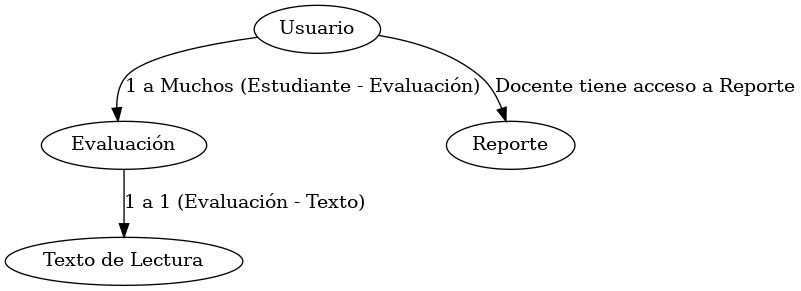 Usuario
1 a Muchos (Estudiante - Evaluación)
Docente tiene acceso a Reporte
Evaluación
Reporte
1 a 1 (Evaluación - Texto)
Texto de Lectura